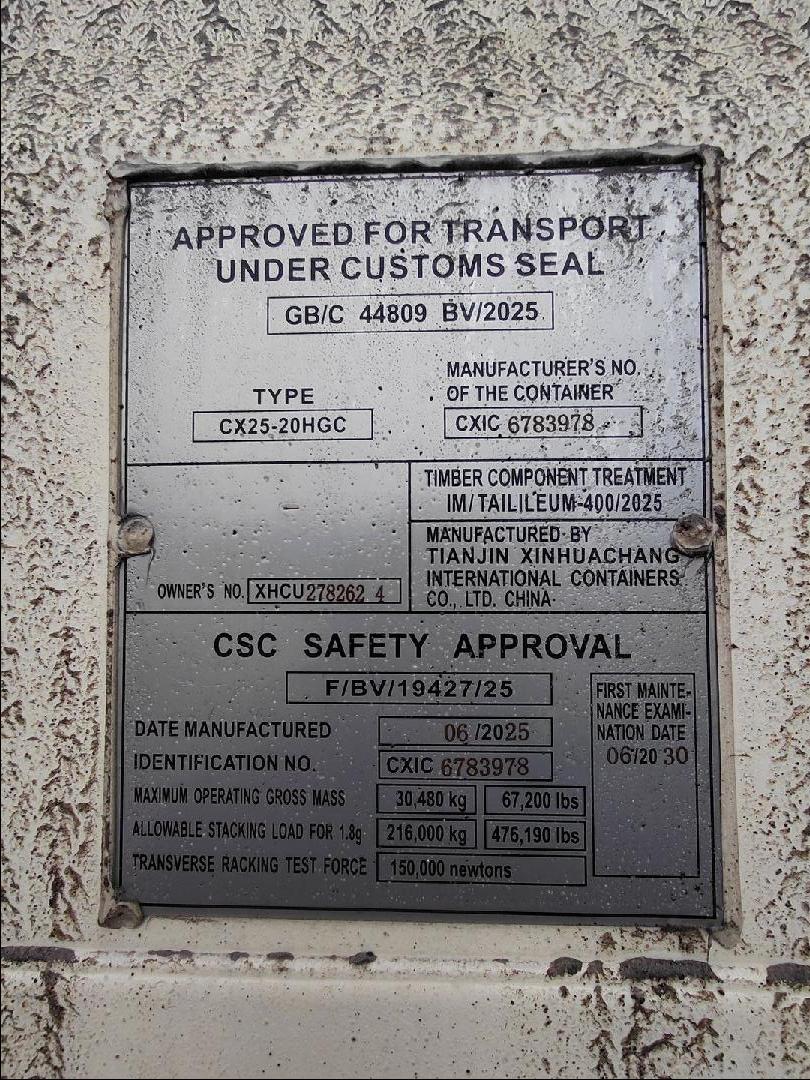 APPROVED FOR TRANSPORT
UNDER CUSTOMS SEAL
GB/C 44809 BV/2025
TYPE
CX25-20HGC
MANUFACTURER'S NO.
OF THE CONTAINER
CXIC 6783978
TIMBER COMPONENT TREATMENT
IM/TAILILEUM-400/2025
OWNER'S NO. XHCU278262 4
MANUFACTURED BY
TIANJIN XINHUACHANG
INTERNATIONAL CONTAINERS
CO., LTD. CHINA
CSC SAFETY APPROVAL
F/BV/19427/25
DATE MANUFACTURED 06/2025
IDENTIFICATION NO. CXIC 6783978
MAXIMUM OPERATING GROSS MASS 30,480 kg 67,200 lbs
ALLOWABLE STACKING LOAD FOR 1.8g 216,000 kg 476,190 lbs
TRANSVERSE RACKING TEST FORCE 150,000 newtons
FIRST MAINTE-
NANCE EXAMI-
NATION DATE
06/2030